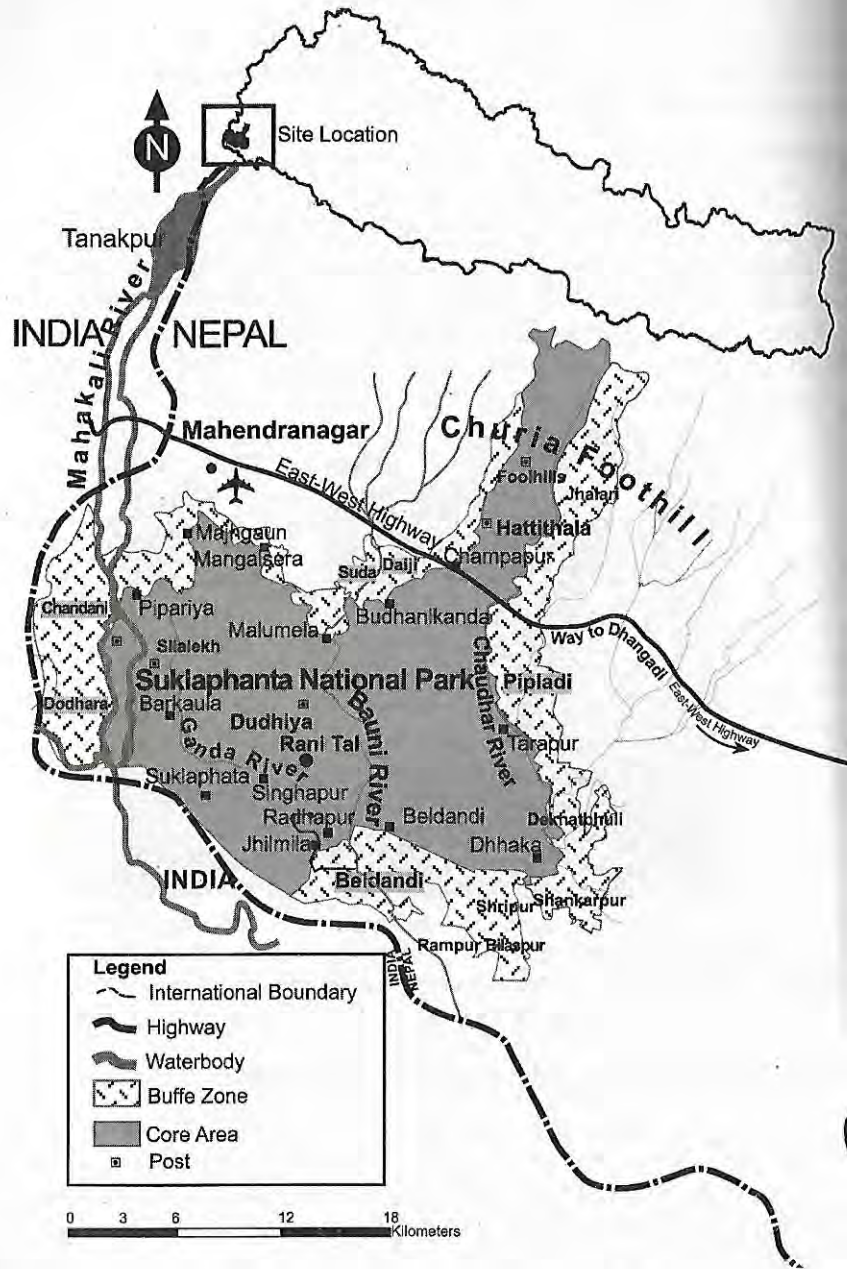 N
Site Location
Tanakpur
Mahakali River
INDIA
NEPAL
Mahendranagar
Churia Foothill
East-West Highway
Foolhills
Jhalari
Hattithala
Majhgaun
Mangalsera
Suda
Daiji
Champapur
Chandani
Pipariya
Budhanikanda
Malumela
Silalekh
Way to Dhangadi
East-West Highway
Suklaphanta National Park
Pipladi
Dodhara
Barkaula
Dudhiya
Bauni River
Chaudhar River
Tarapur
Ganda River
Rani Tal
Suklaphata
Singhapur
Radhapur
Beldandi
Dekhatbhuli
Jhilmila
Dhhaka
INDIA
Beldandi
Shripur
Shankarpur
Rampur Bilaspur
INDIA
NEPAL
Legend
International Boundary
Highway
Waterbody
Buffe Zone
Core Area
Post
0 3 6 12 18
Kilometers